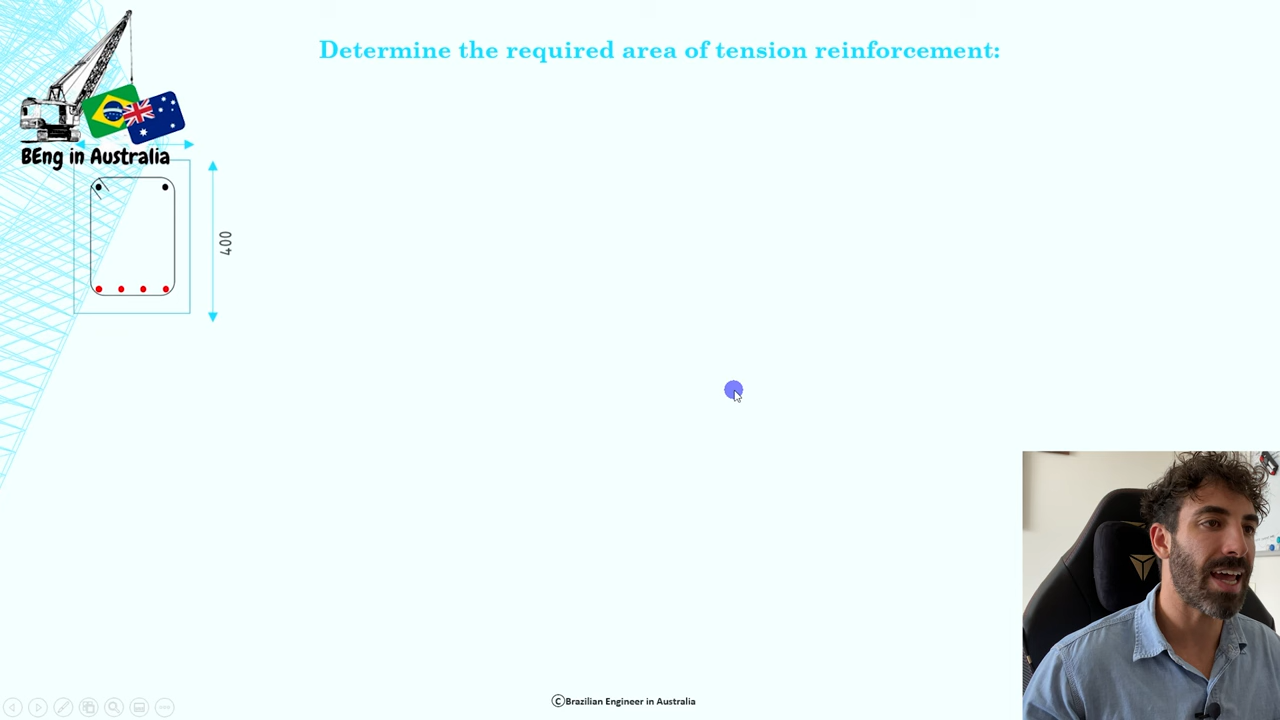 Determine the required area of tension reinforcement:
BEng in Australia
400
©Brazilian Engineer in Australia